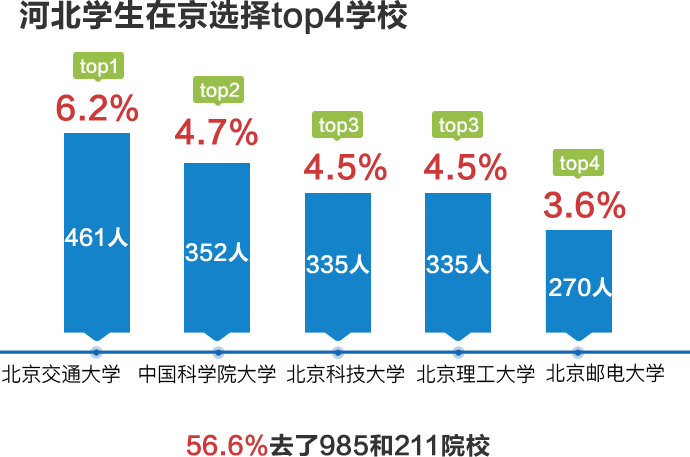 河北学生在京选择top4学校
top1
6.2%
461人
top2
4.7%
352人
top3
4.5%
335人
top3
4.5%
335人
top4
3.6%
270人
北京交通大学 中国科学院大学 北京科技大学 北京理工大学 北京邮电大学
56.6%去了985和211院校